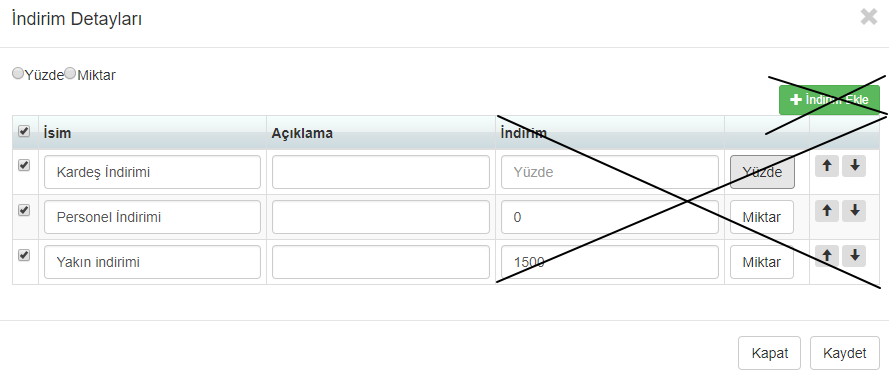 İndirim Detayları
Yüzde Miktar
İndirim Ekle
İsim Açıklama İndirim
Kardeş İndirimi Yüzde Yüzde
Personel İndirimi 0 Miktar
Yakın indirimi 1500 Miktar
Kapat Kaydet